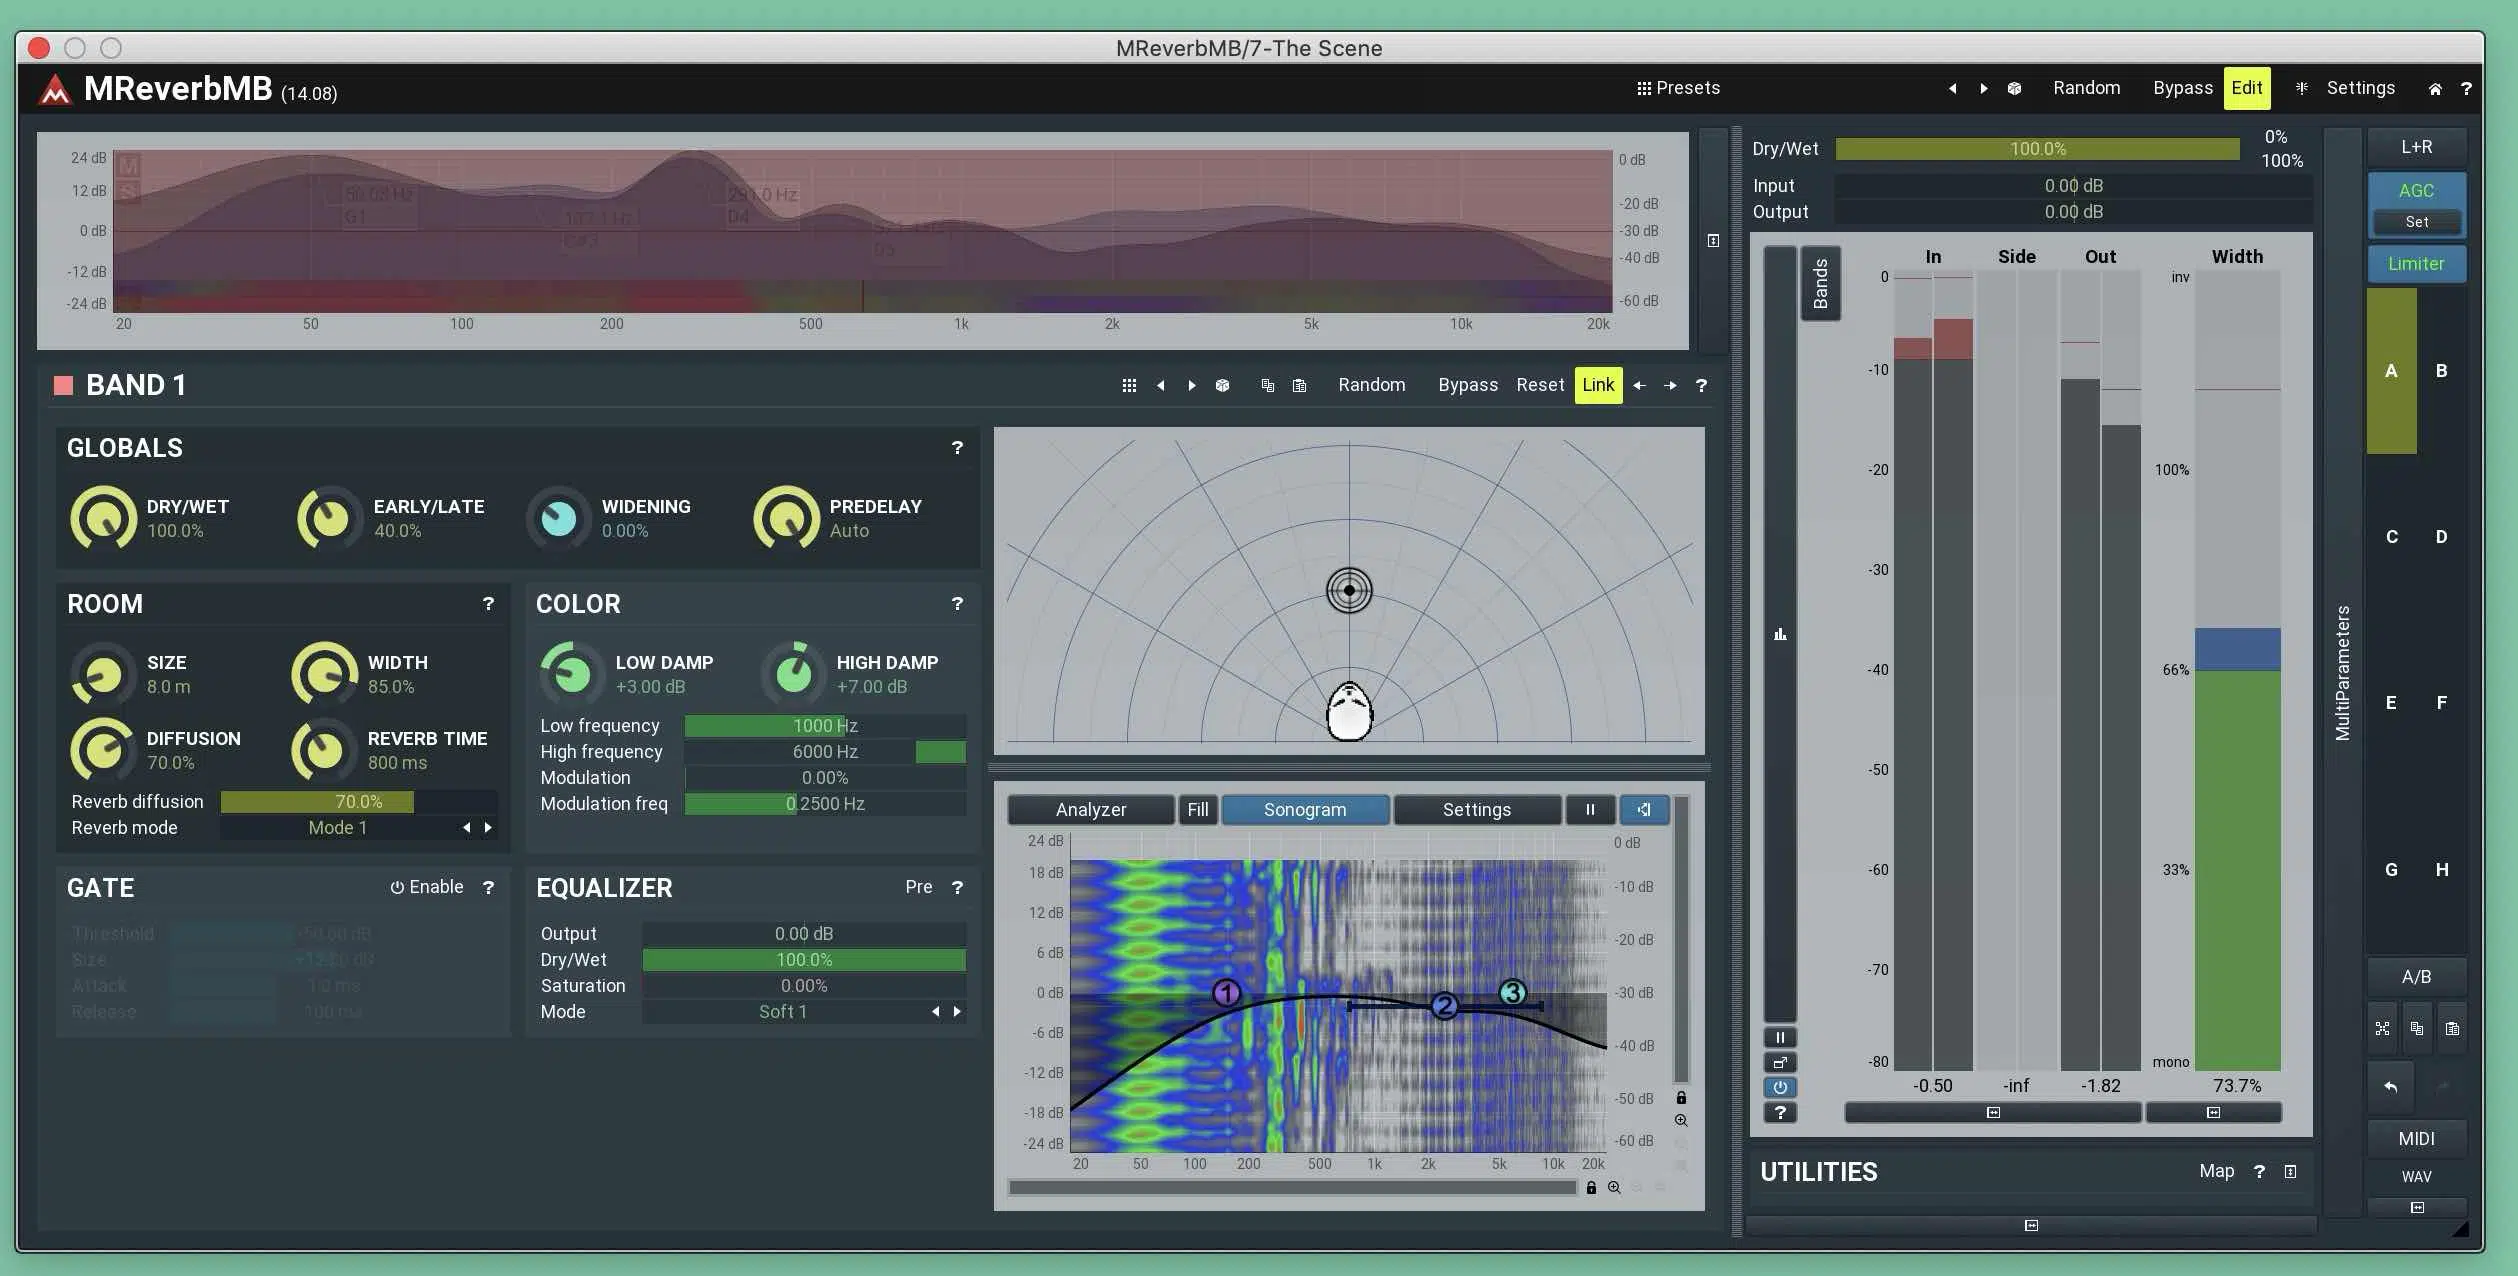 MReverbMB/7-The Scene
MReverbMB (14.08)
Presets
Random Bypass Edit Settings ?
24 dB
12 dB
0 dB
-12 dB
-24 dB
M
S
50.03 Hz
G1
C#3
291.0 Hz
D4
D5
0 dB
-20 dB
-30 dB
-40 dB
-60 dB
20 50 100 200 500 1k 2k 5k 10k 20k
BAND 1
Random Bypass Reset Link ?
GLOBALS ?
DRY/WET
100.0%
EARLY/LATE
40.0%
WIDENING
0.00%
PREDELAY
Auto
ROOM ?
SIZE
8.0 m
WIDTH
85.0%
DIFFUSION
70.0%
REVERB TIME
800 ms
Reverb diffusion 70.0%
Reverb mode Mode 1
COLOR ?
LOW DAMP
+3.00 dB
HIGH DAMP
+7.00 dB
Low frequency 1000 Hz
High frequency 6000 Hz
Modulation 0.00%
Modulation freq 0.2500 Hz
GATE Enable ?
Threshold -50.00 dB
Size
Attack
Release 100 ms
EQUALIZER Pre ?
Output 0.00 dB
Dry/Wet 100.0%
Saturation 0.00%
Mode Soft 1
Analyzer Fill Sonogram Settings
24 dB
18 dB
12 dB
6 dB
0 dB
-6 dB
-12 dB
-18 dB
-24 dB
1
2
3
0 dB
-10 dB
-20 dB
-30 dB
-40 dB
-50 dB
-60 dB
20 50 100 200 500 1k 2k 5k 10k 20k
Dry/Wet 100.0% 0%
100%
Input 0.00 dB
Output 0.00 dB
Bands
In Side Out Width
0
-10
-20
-30
-40
-50
-60
-70
-80
inv
100%
66%
33%
mono
-0.50 -inf -1.82 73.7%
?
UTILITIES Map ?
MultiParameters
L+R
AGC
Set
Limiter
A B
C D
E F
G H
A/B
MIDI
WAV